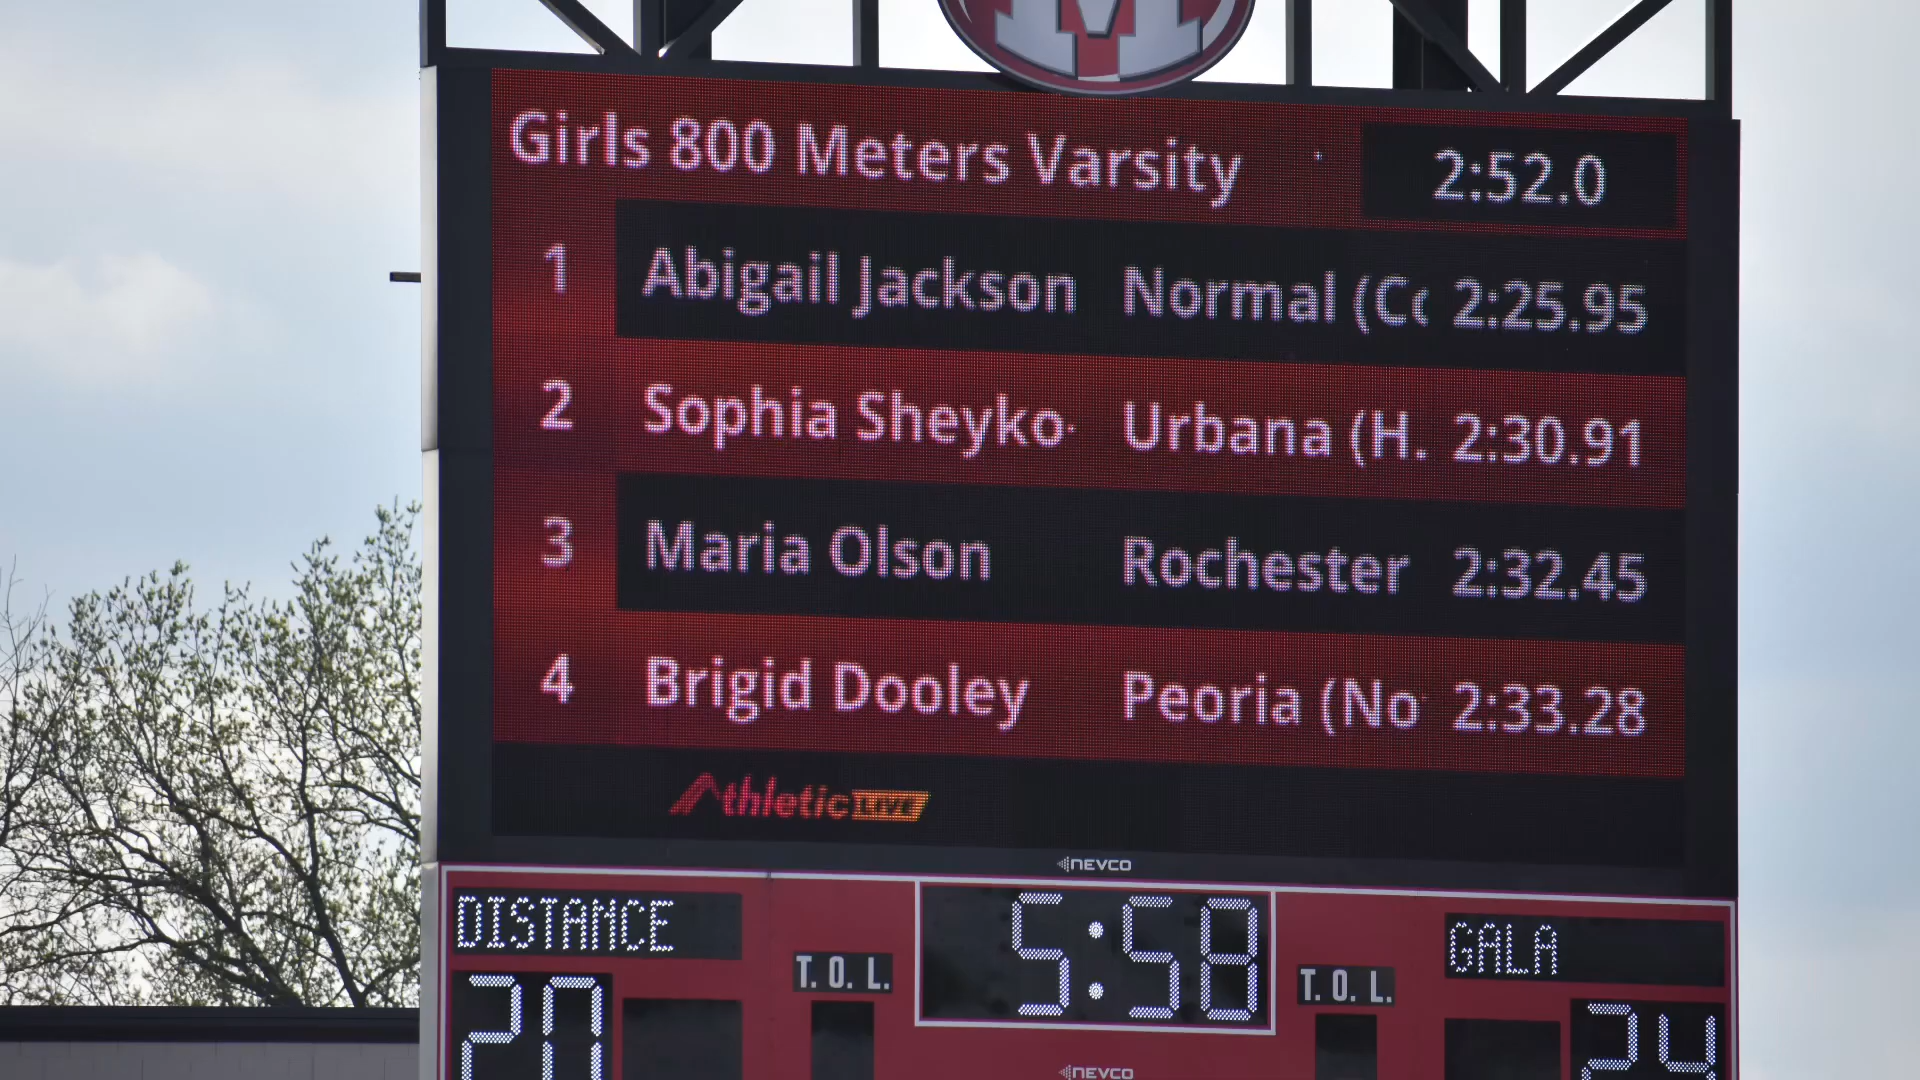 M
Girls 800 Meters Varsity 2:52.0
1 Abigail Jackson Normal (Cc 2:25.95
2 Sophia Sheyko- Urbana (H. 2:30.91
3 Maria Olson Rochester 2:32.45
4 Brigid Dooley Peoria (No 2:33.28
AthleticLIVE
NEVCO
DISTANCE 5:58 GALA
T. O. L. T. O. L.
20 24
NEVCO